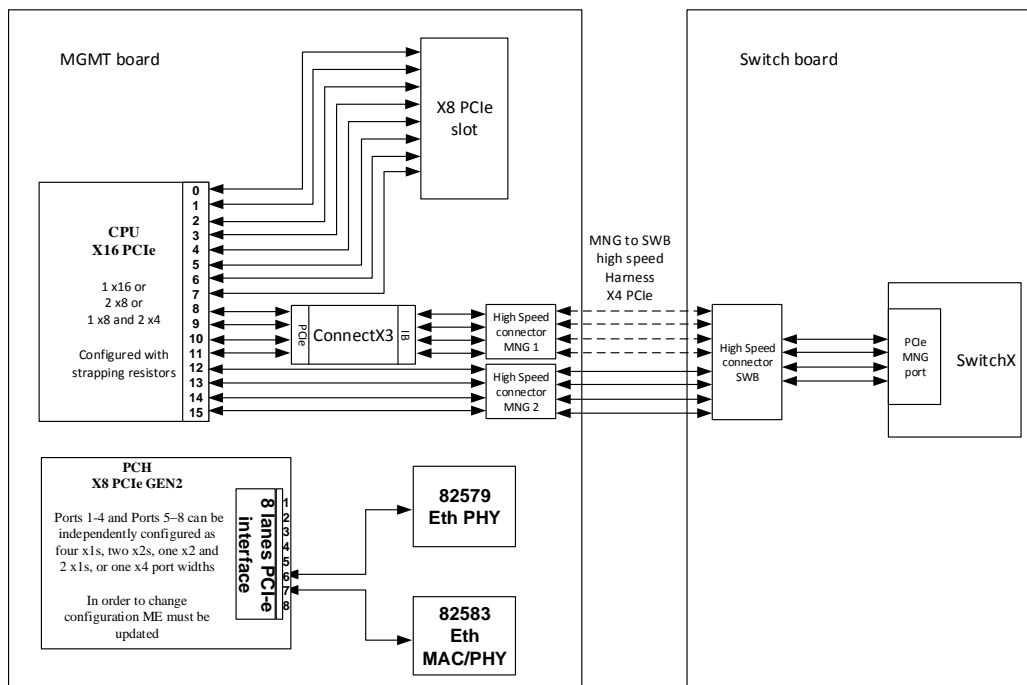 MGMT board
Switch board
X8 PCIe
slot
CPU
X16 PCIe
1 x16 or
2 x8 or
1 x8 and 2 x4
Configured with
strapping resistors
0
1
2
3
4
5
6
7
8
9
10
11
12
13
14
15
PCIe
ConnectX3
IB
High Speed
connector
MNG 1
High Speed
connector
MNG 2
MNG to SWB
high speed
Harness
X4 PCIe
High Speed
connector
SWB
PCIe
MNG
port
SwitchX
PCH
X8 PCIe GEN2
Ports 1-4 and Ports 5–8 can be
independently configured as
four x1s, two x2s, one x2 and
2 x1s, or one x4 port widths
In order to change
configuration ME must be
updated
8 lanes PCI-e
interface
1
2
3
4
5
6
7
8
82579
Eth PHY
82583
Eth
MAC/PHY